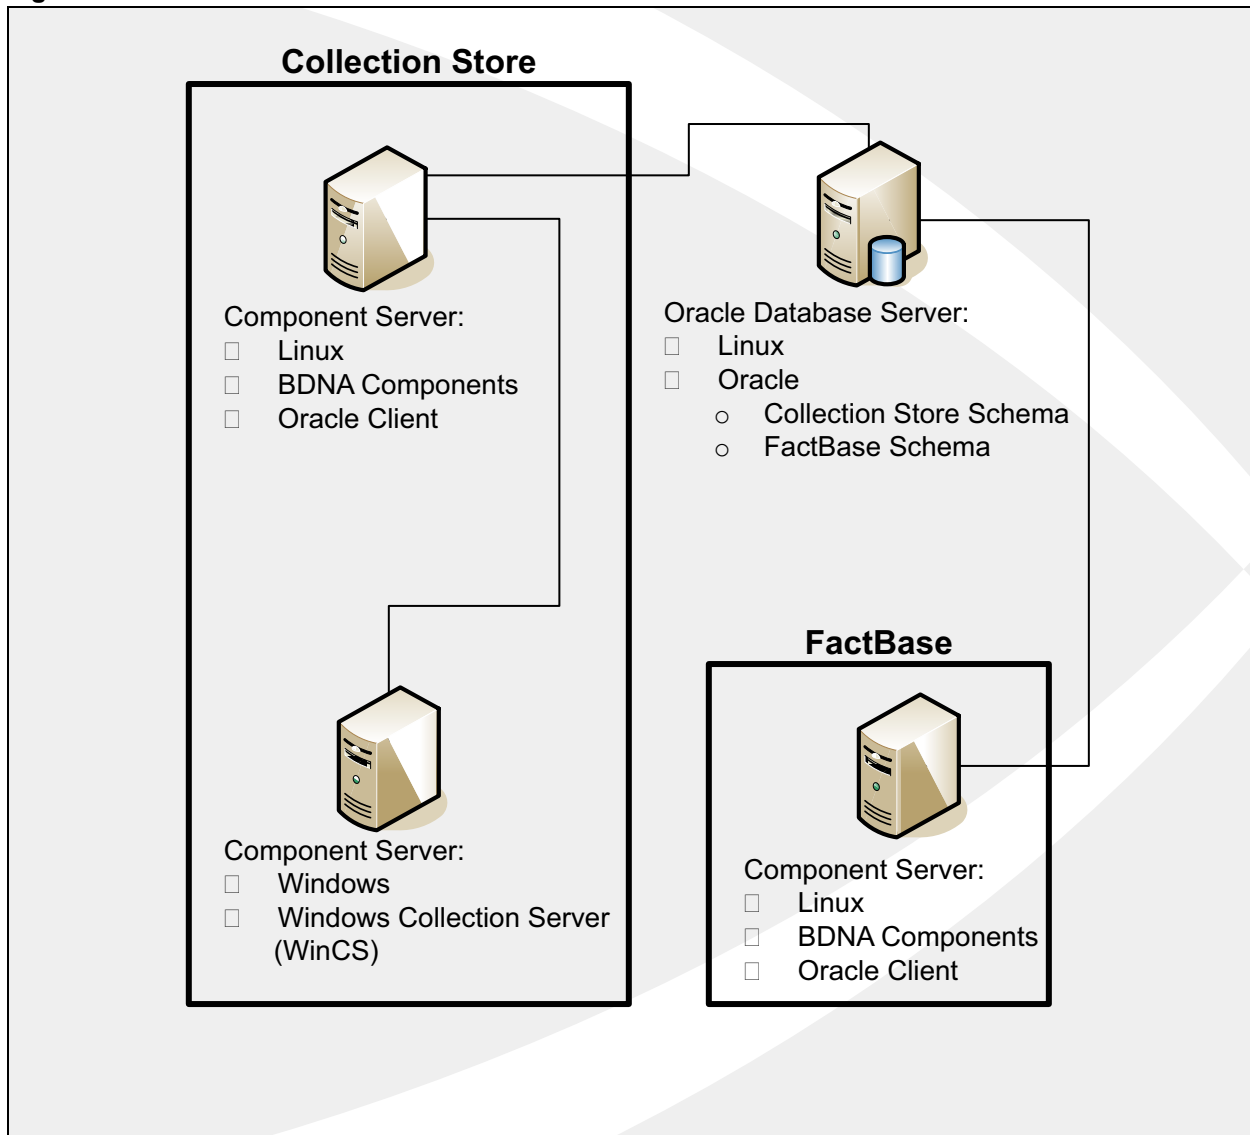 Collection Store
Component Server:
Linux
BDNA Components
Oracle Client
Oracle Database Server:
Linux
Oracle
o Collection Store Schema
o FactBase Schema
Component Server:
Windows
Windows Collection Server
(WinCS)
FactBase
Component Server:
Linux
BDNA Components
Oracle Client